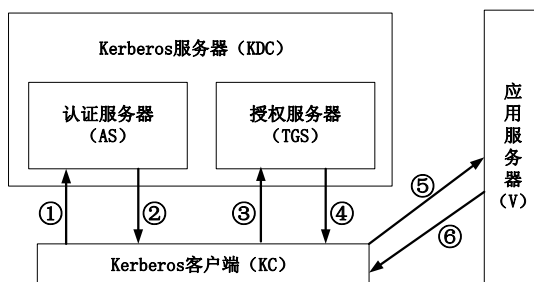 Kerberos服务器（KDC）
认证服务器
（AS）
授权服务器
（TGS）
应
用
服
务
器
（V）
①
②
③
④
⑤
⑥
Kerberos客户端（KC）